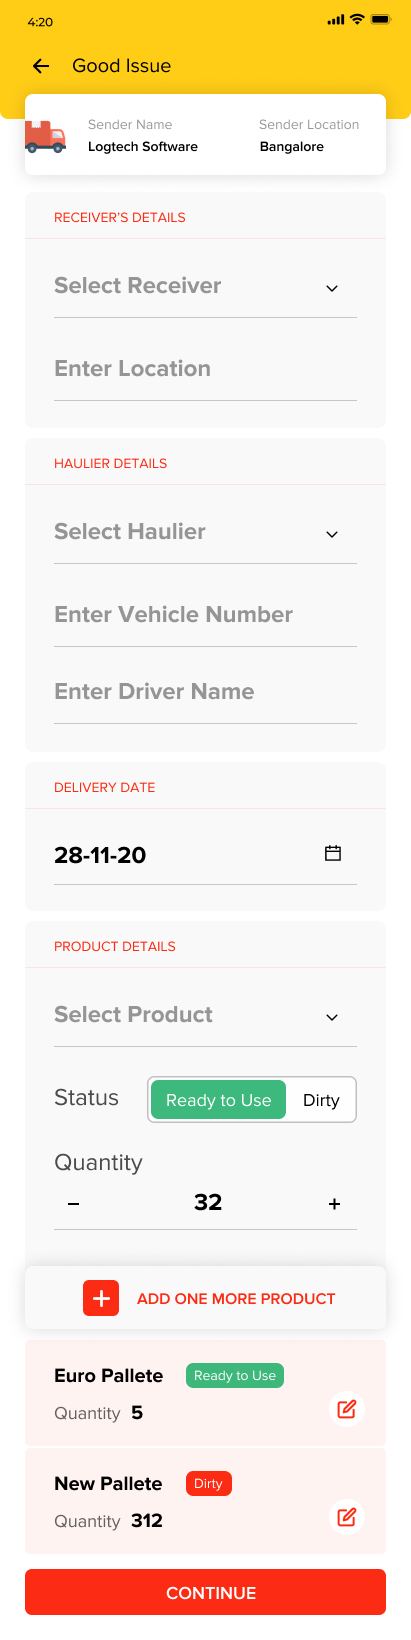 4:20
Good Issue
Sender Name Sender Location
Logtech Software Bangalore
RECEIVER'S DETAILS
Select Receiver
Enter Location
HAULIER DETAILS
Select Haulier
Enter Vehicle Number
Enter Driver Name
DELIVERY DATE
28-11-20
PRODUCT DETAILS
Select Product
Status Ready to Use Dirty
Quantity
− 32 +
ADD ONE MORE PRODUCT
Euro Pallete Ready to Use
Quantity 5
New Pallete Dirty
Quantity 312
CONTINUE